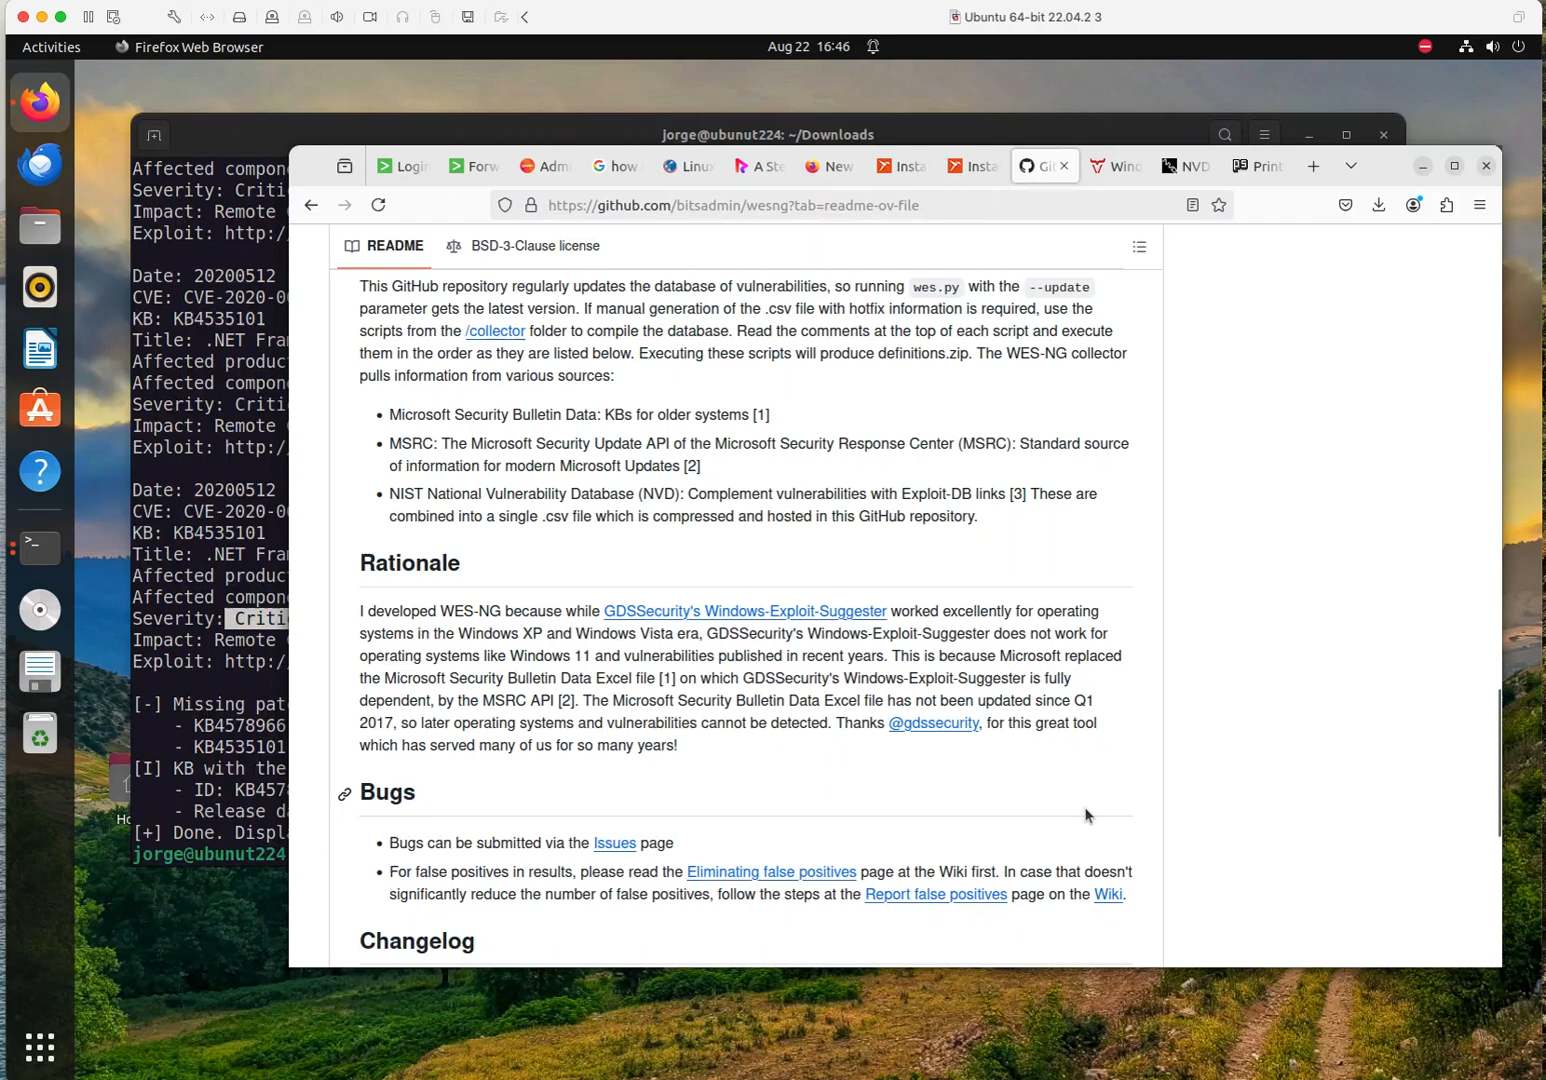 Ubuntu 64-bit 22.04.2 3
Activities
Firefox Web Browser
Aug 22 16:46
jorge@ubunut224: ~/Downloads
Affected compon
Severity: Criti
Impact: Remote
Exploit: http:/
Date: 20200512
CVE: CVE-2020-0
KB: KB4535101
Title: .NET Fra
Affected produc
Affected compon
Severity: Criti
Impact: Remote
Exploit: http:/
Date: 20200512
CVE: CVE-2020-0
KB: KB4535101
Title: .NET Fra
Affected produc
Affected compon
Severity: Criti
Impact: Remote
Exploit: http:/
[-] Missing pat
- KB4578966
- KB4535101
[I] KB with the
- ID: KB457
- Release da
[+] Done. Displa
jorge@ubunut224
Ho
Login
Forw
Adm
how
Linu
A Ste
New
Insta
Insta
Git
Wind
NVD
Print
https://github.com/bitsadmin/wesng?tab=readme-ov-file
README
BSD-3-Clause license
This GitHub repository regularly updates the database of vulnerabilities, so running wes.py with the --update
parameter gets the latest version. If manual generation of the .csv file with hotfix information is required, use the
scripts from the /collector folder to compile the database. Read the comments at the top of each script and execute
them in the order as they are listed below. Executing these scripts will produce definitions.zip. The WES-NG collector
pulls information from various sources:
• Microsoft Security Bulletin Data: KBs for older systems [1]
• MSRC: The Microsoft Security Update API of the Microsoft Security Response Center (MSRC): Standard source
of information for modern Microsoft Updates [2]
• NIST National Vulnerability Database (NVD): Complement vulnerabilities with Exploit-DB links [3] These are
combined into a single .csv file which is compressed and hosted in this GitHub repository.
Rationale
I developed WES-NG because while GDSSecurity's Windows-Exploit-Suggester worked excellently for operating
systems in the Windows XP and Windows Vista era, GDSSecurity's Windows-Exploit-Suggester does not work for
operating systems like Windows 11 and vulnerabilities published in recent years. This is because Microsoft replaced
the Microsoft Security Bulletin Data Excel file [1] on which GDSSecurity's Windows-Exploit-Suggester is fully
dependent, by the MSRC API [2]. The Microsoft Security Bulletin Data Excel file has not been updated since Q1
2017, so later operating systems and vulnerabilities cannot be detected. Thanks @gdssecurity, for this great tool
which has served many of us for so many years!
Bugs
• Bugs can be submitted via the Issues page
• For false positives in results, please read the Eliminating false positives page at the Wiki first. In case that doesn't
significantly reduce the number of false positives, follow the steps at the Report false positives page on the Wiki.
Changelog